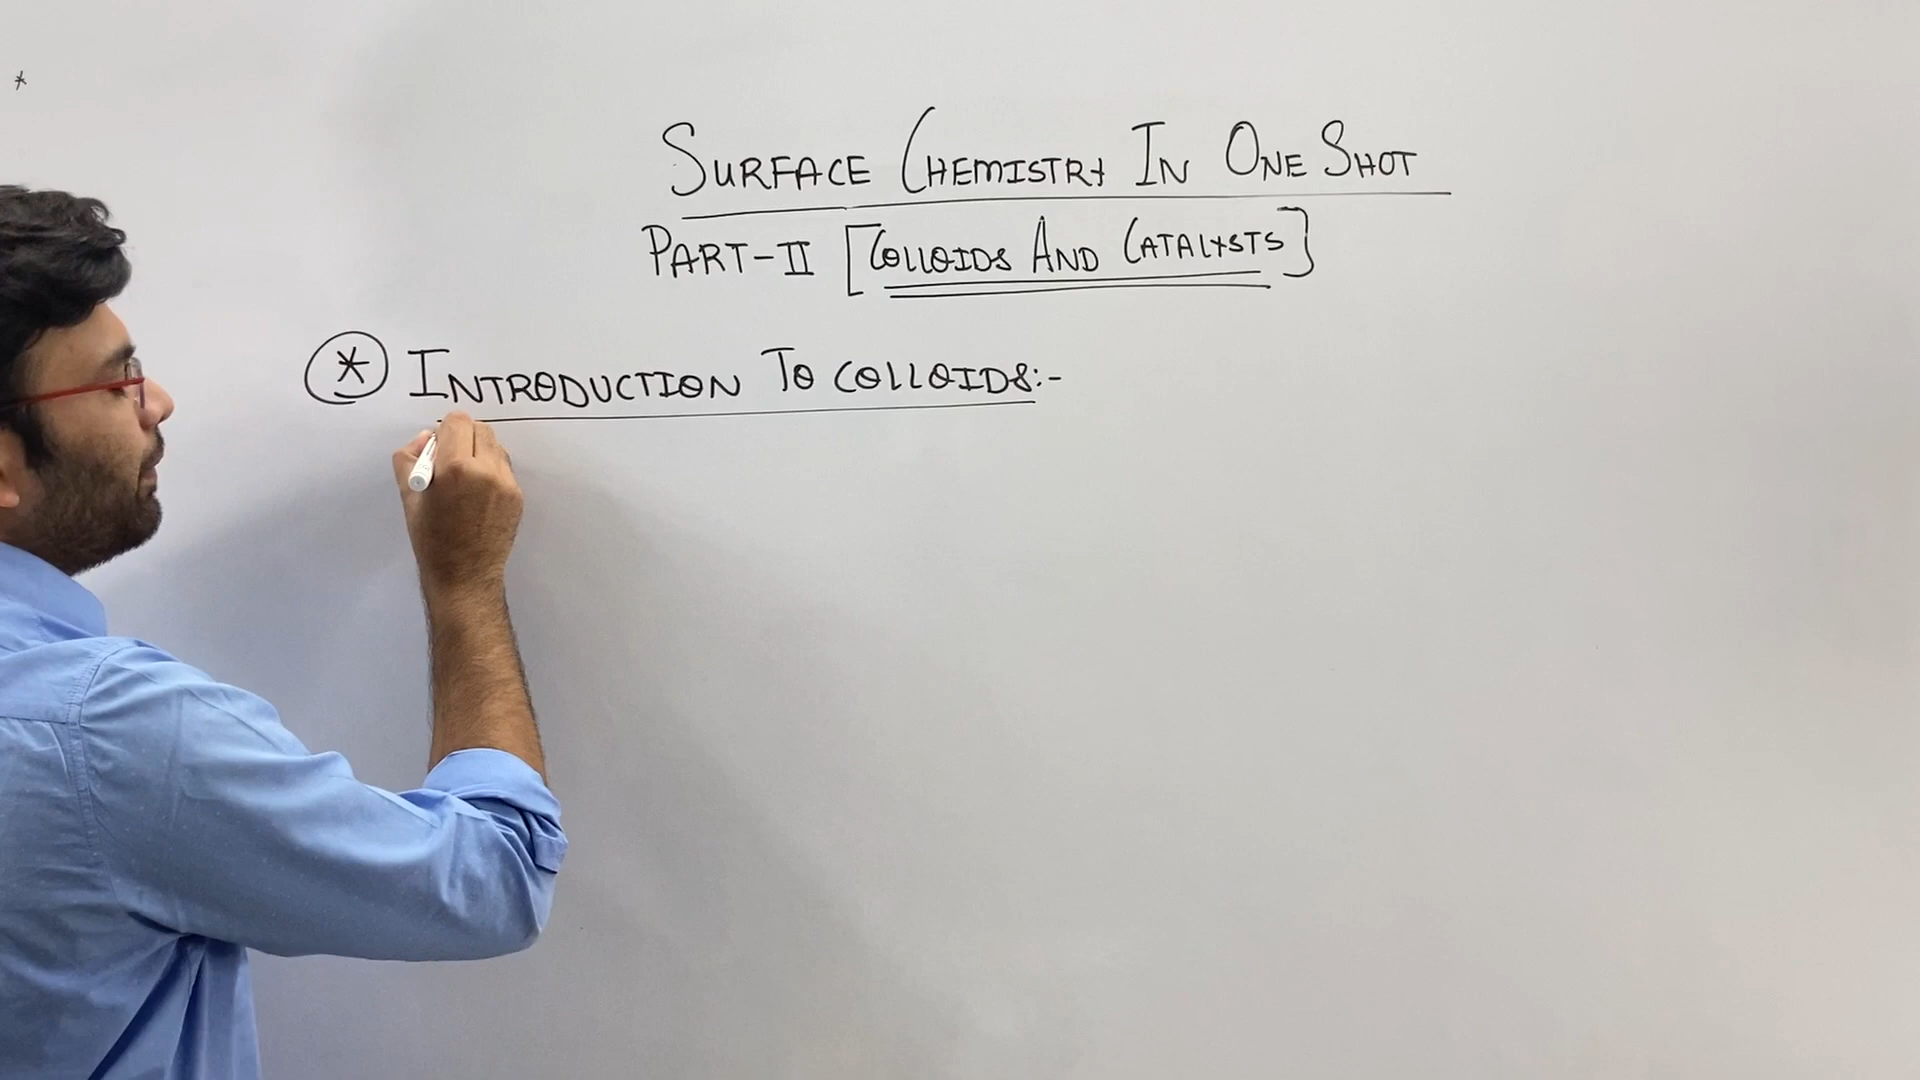 *
SURFACE CHEMISTRY IN ONE SHOT
PART-II [COLLOIDS AND CATALYSTS]
* INTRODUCTION TO COLLOIDS:-